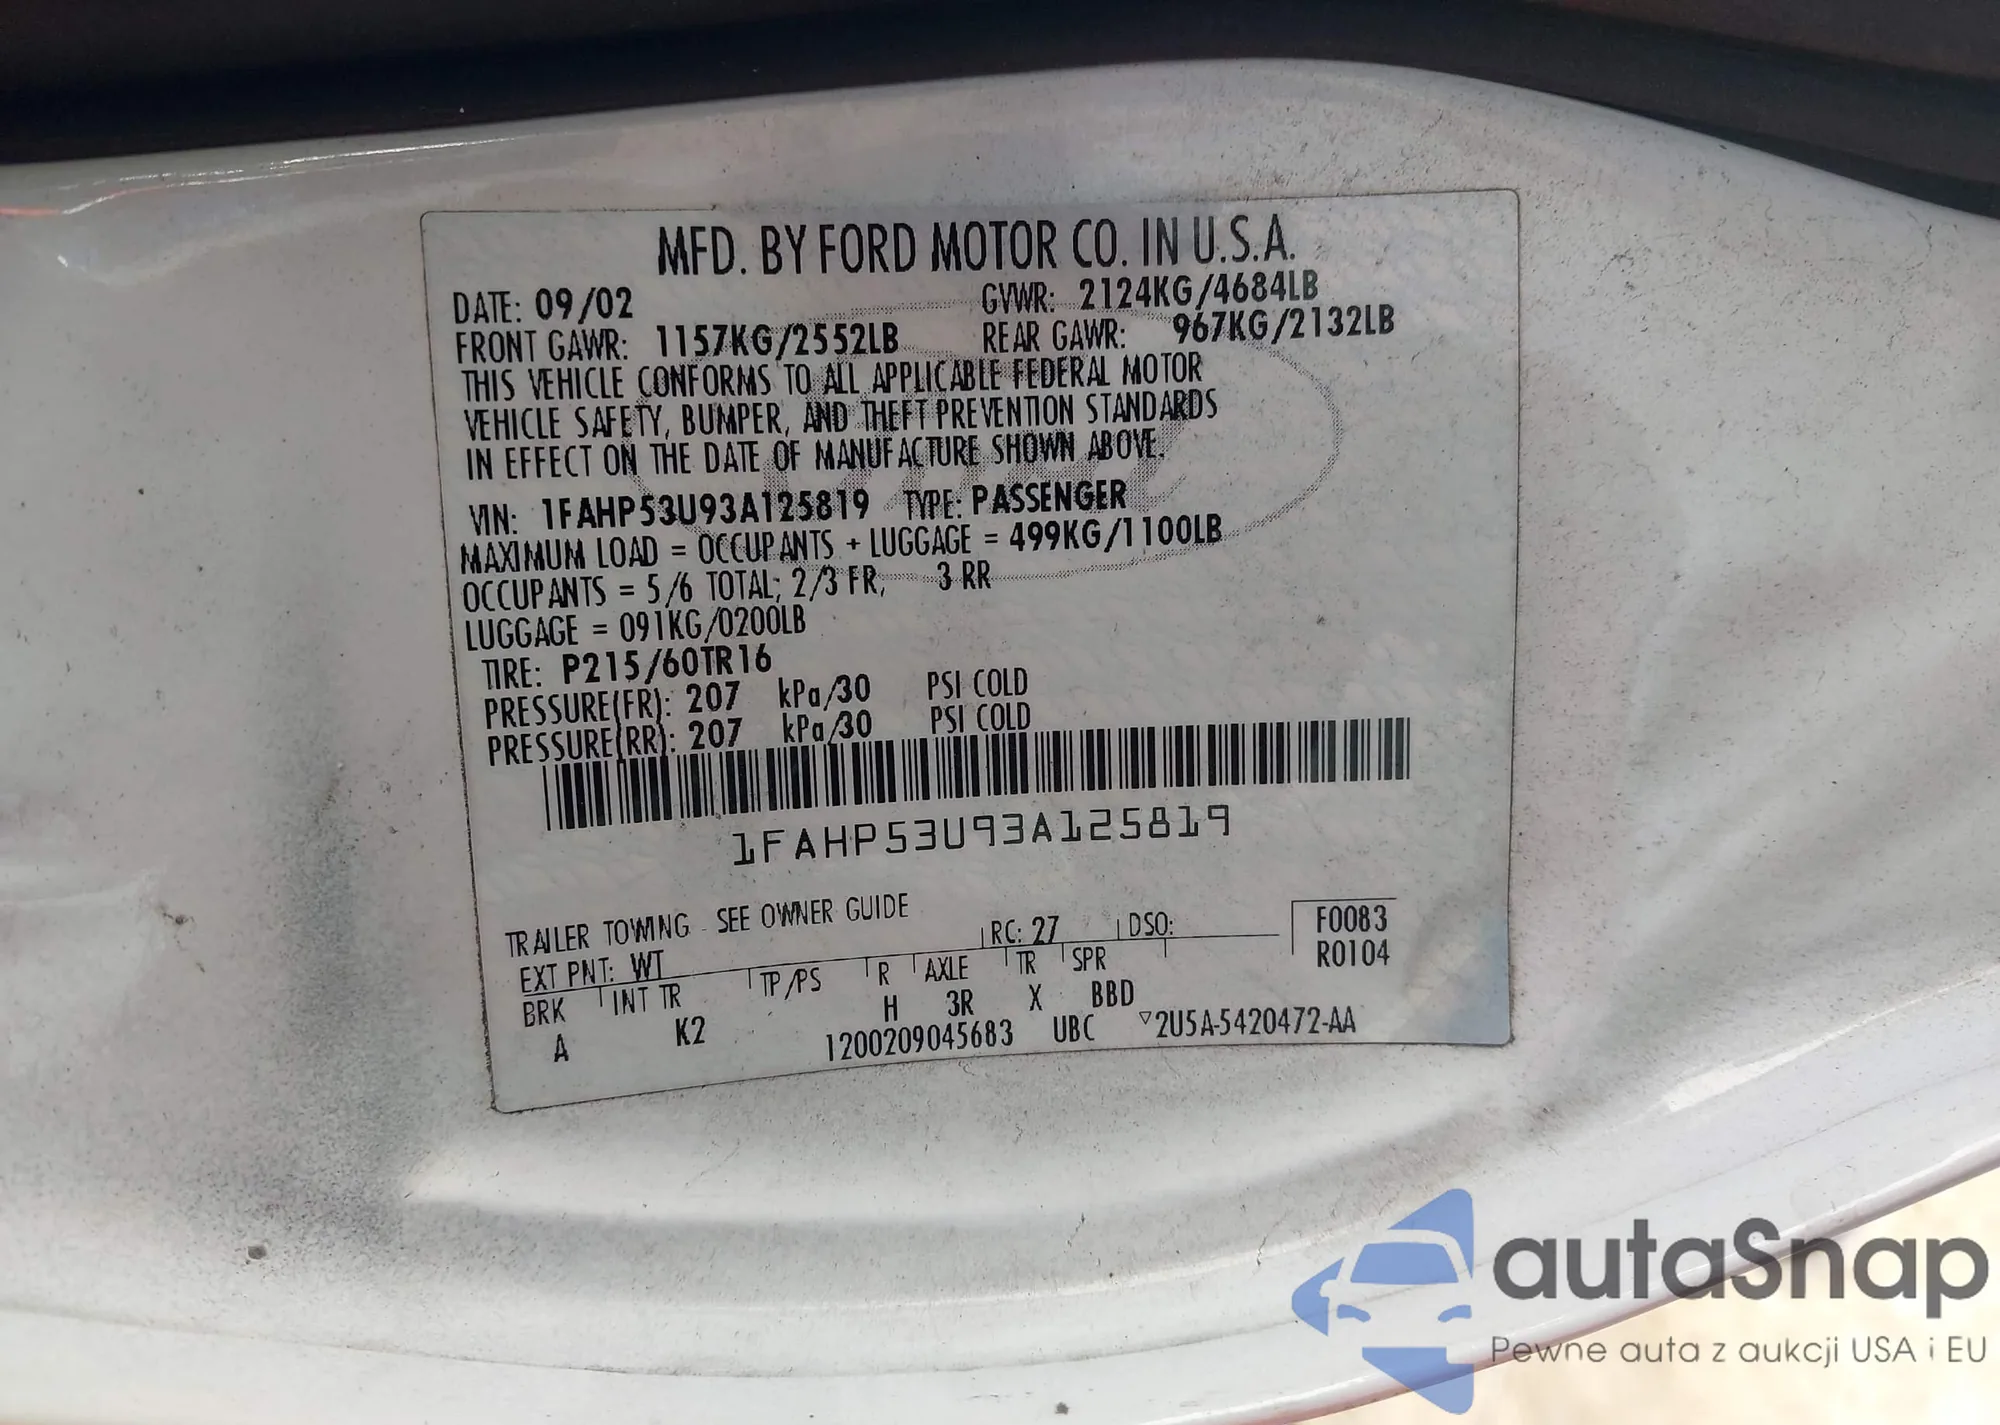 MFD. BY FORD MOTOR CO. IN U.S.A.
DATE: 09/02 GVWR: 2124KG/4684LB
FRONT GAWR: 1157KG/2552LB REAR GAWR: 967KG/2132LB
THIS VEHICLE CONFORMS TO ALL APPLICABLE FEDERAL MOTOR
VEHICLE SAFETY, BUMPER, AND THEFT PREVENTION STANDARDS
IN EFFECT ON THE DATE OF MANUFACTURE SHOWN ABOVE.
VIN: 1FAHP53U93A125819 TYPE: PASSENGER
MAXIMUM LOAD = OCCUPANTS + LUGGAGE = 499KG/1100LB
OCCUPANTS = 5/6 TOTAL; 2/3 FR, 3 RR
LUGGAGE = 091KG/0200LB
TIRE: P215/60TR16
PRESSURE(FR): 207 kPa/30 PSI COLD
PRESSURE(RR): 207 kPa/30 PSI COLD
1FAHP53U93A125819
TRAILER TOWING - SEE OWNER GUIDE
EXT PNT: WT RC: 27 DSO: F0083
R0104
BRK INT TR TP/PS R AXLE TR SPR
A K2 H 3R X BBD
1200209045683 UBC ▽2U5A-5420472-AA
autaSnap
Pewne auta z aukcji USA i EU